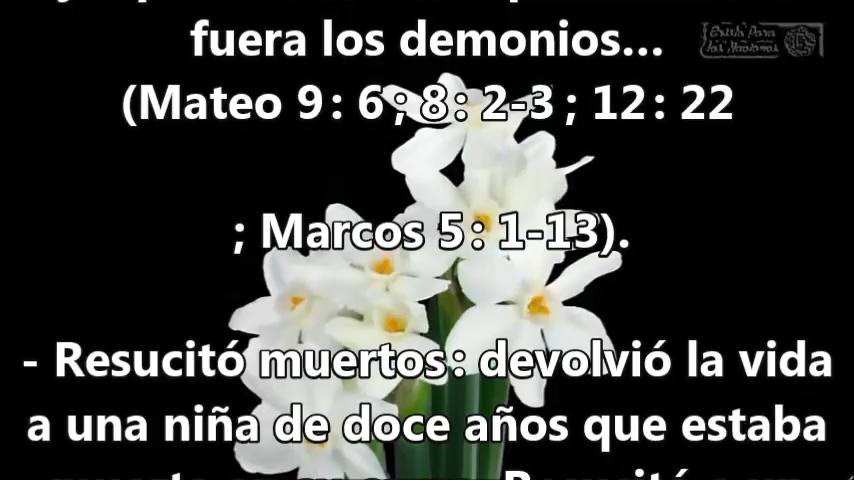 fuera los demonios...
(Mateo 9: 6; 8: 2-3; 12: 22
; Marcos 5: 1-13).
- Resucitó muertos: devolvió la vida
a una niña de doce años que estaba